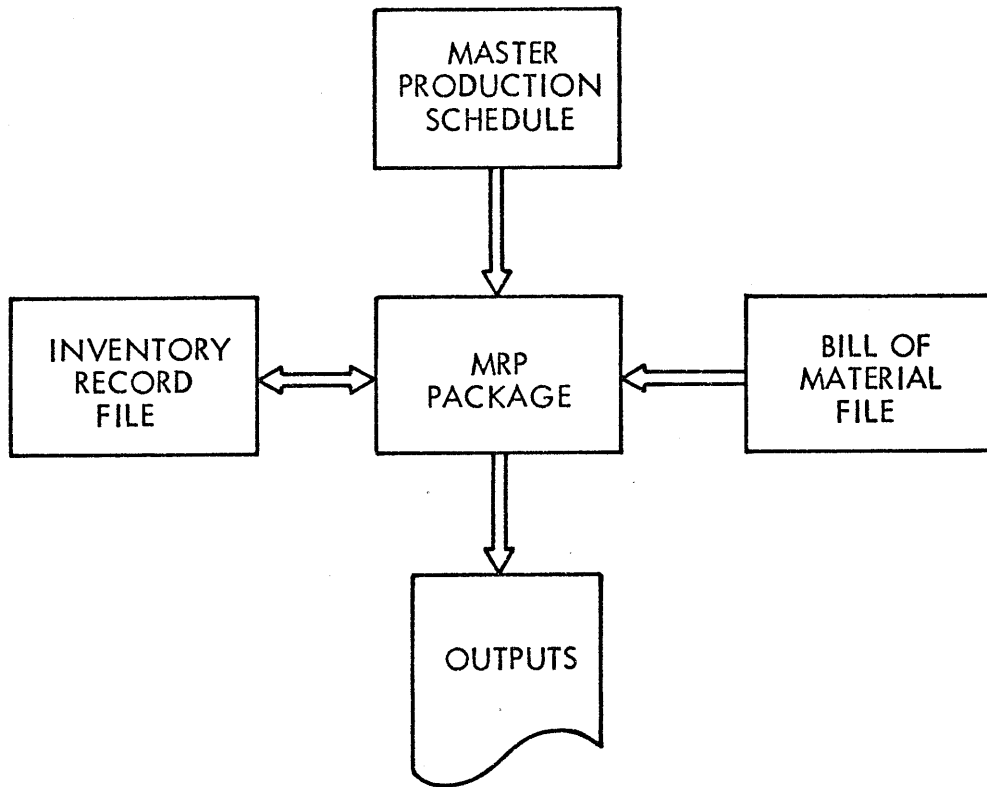 MASTER
PRODUCTION
SCHEDULE
INVENTORY
RECORD
FILE
MRP
PACKAGE
BILL OF
MATERIAL
FILE
OUTPUTS